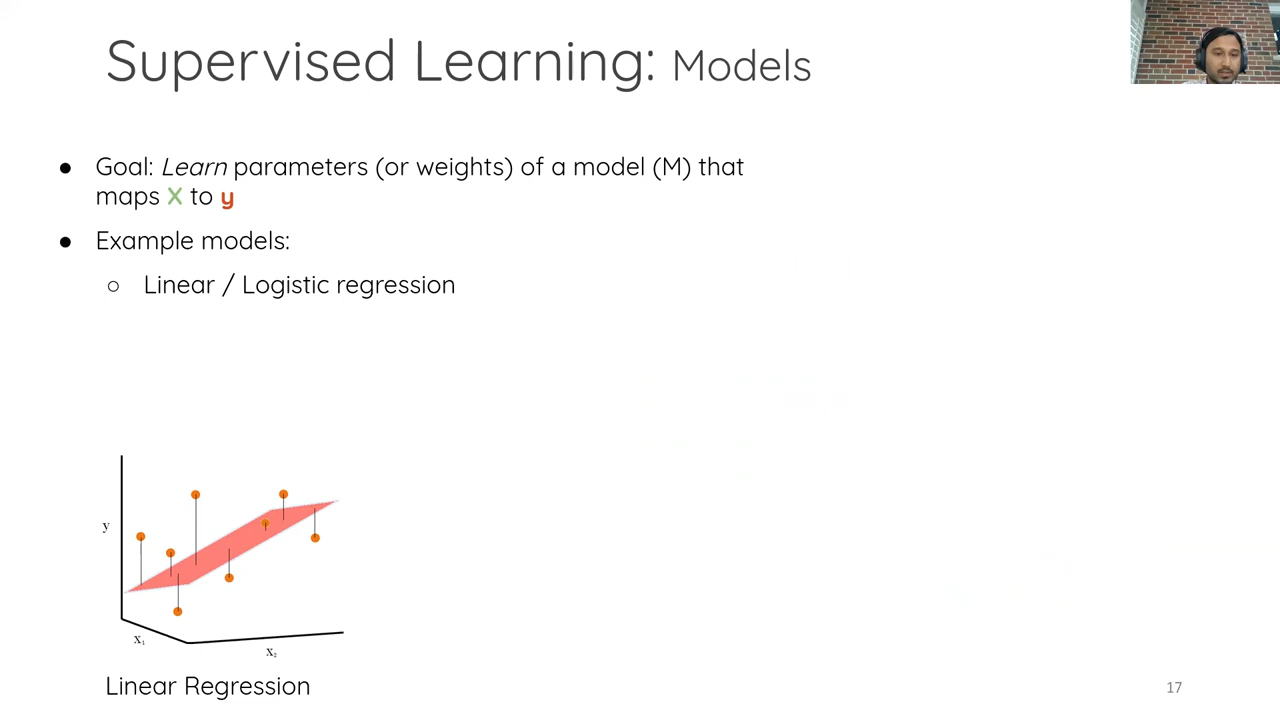 Supervised Learning: Models
● Goal: Learn parameters (or weights) of a model (M) that
maps X to y
● Example models:
○ Linear / Logistic regression
y
X₁
X₂
Linear Regression
17